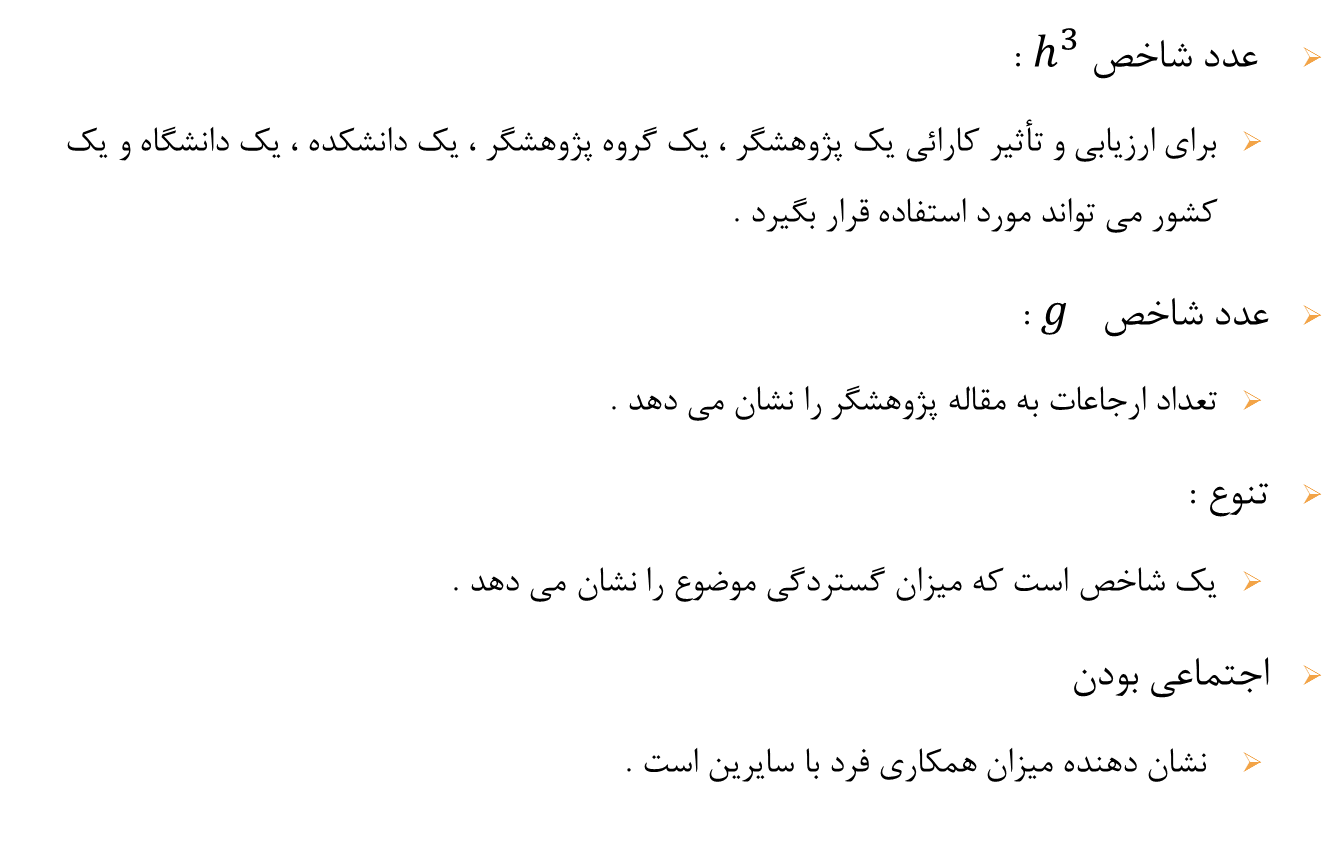 عدد شاخص h³ :
برای ارزیابی و تأثیر کارائی یک پژوهشگر ، یک گروه پژوهشگر ، یک دانشکده ، یک دانشگاه و یک
کشور می تواند مورد استفاده قرار بگیرد .
عدد شاخص g :
تعداد ارجاعات به مقاله پژوهشگر را نشان می دهد .
تنوع :
یک شاخص است که میزان گستردگی موضوع را نشان می دهد .
اجتماعی بودن
نشان دهنده میزان همکاری فرد با سایرین است .